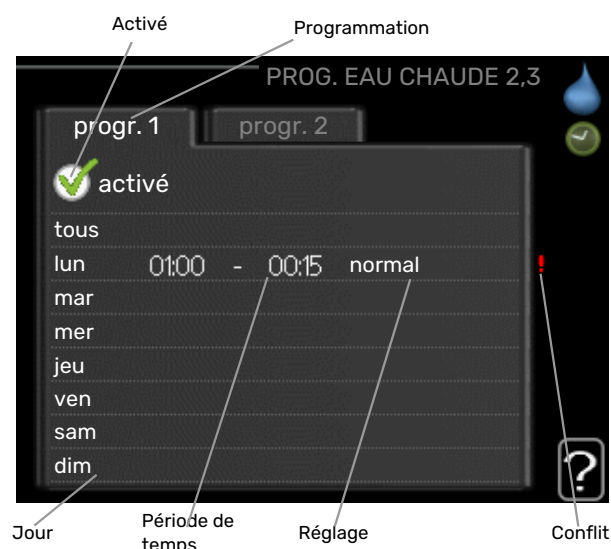 Activé
Programmation
PROG. EAU CHAUDE 2,3
progr. 1
progr. 2
activé
tous
lun 01:00 - 00:15 normal !
mar
mer
jeu
ven
sam
dim
?
Jour
Période de
temps
Réglage
Conflit